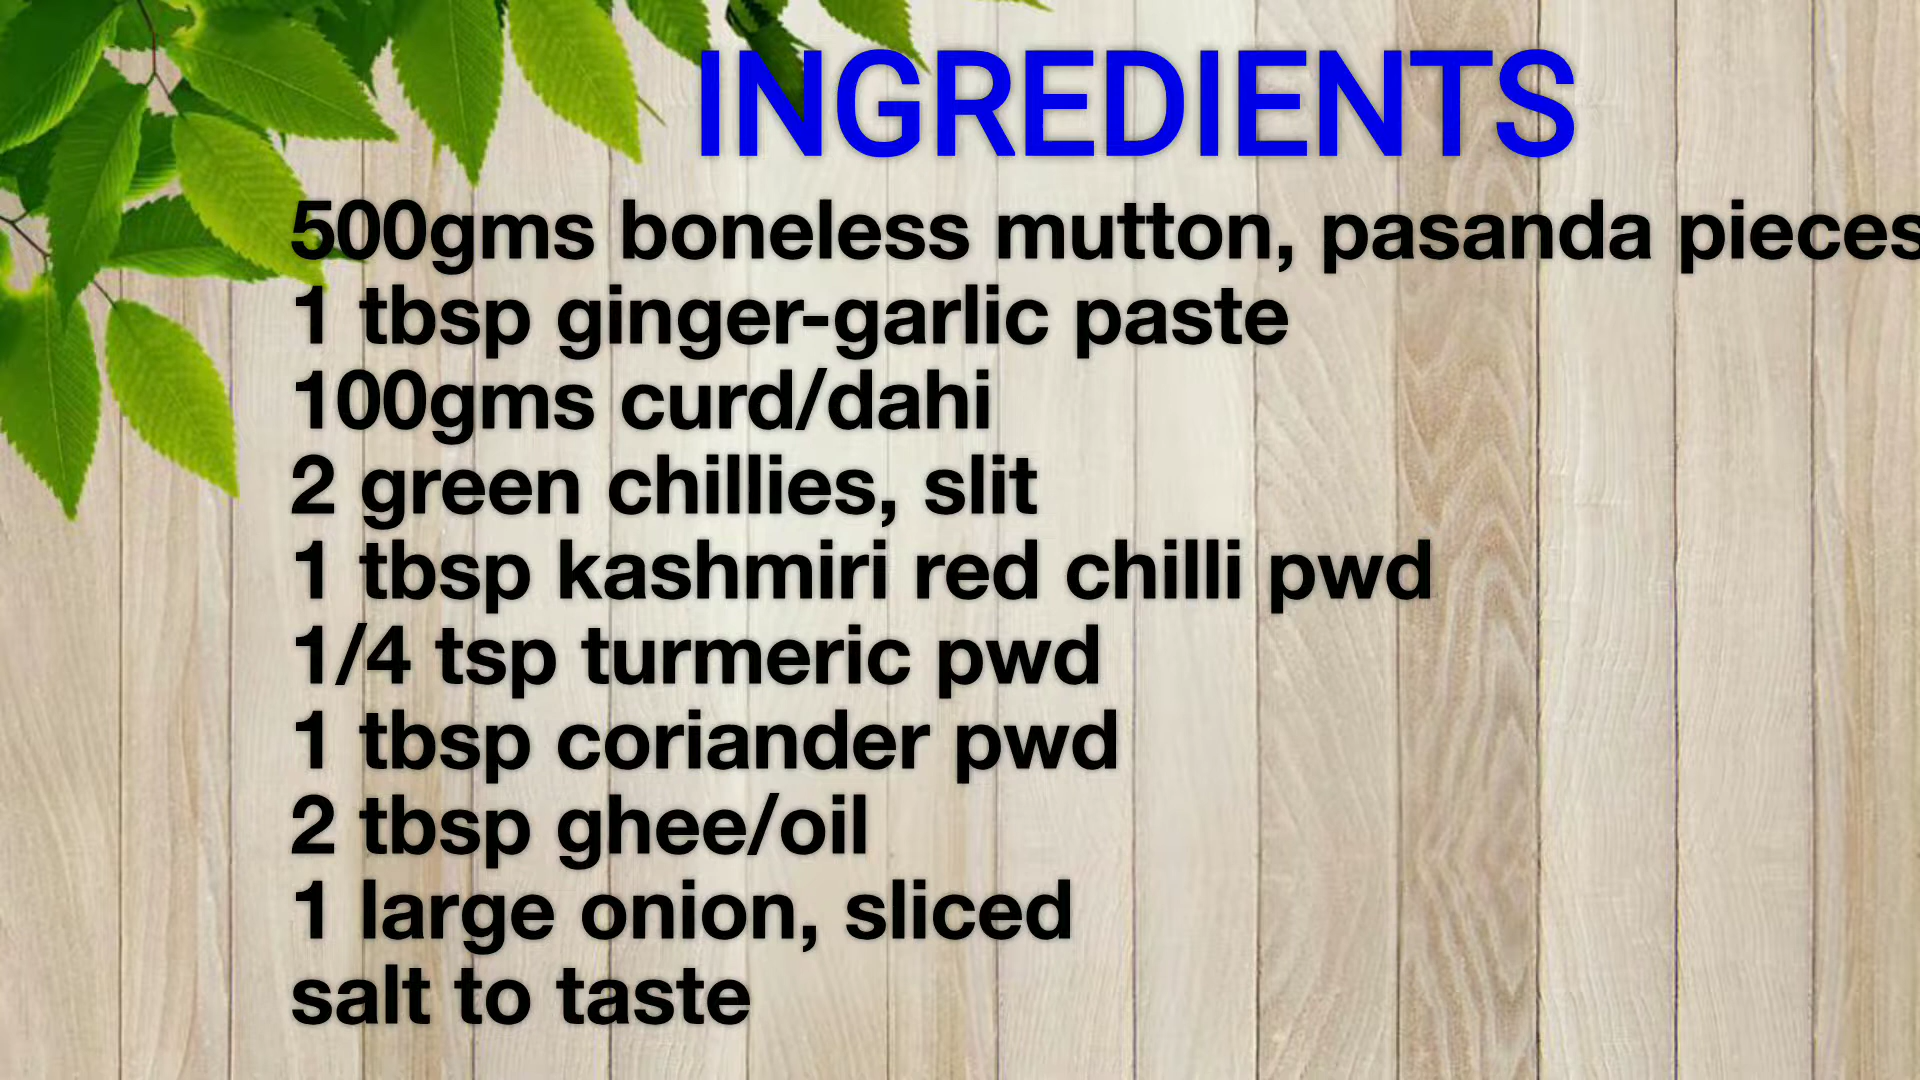 INGREDIENTS
500gms boneless mutton, pasanda pieces
1 tbsp ginger-garlic paste
100gms curd/dahi
2 green chillies, slit
1 tbsp kashmiri red chilli pwd
1/4 tsp turmeric pwd
1 tbsp coriander pwd
2 tbsp ghee/oil
1 large onion, sliced
salt to taste